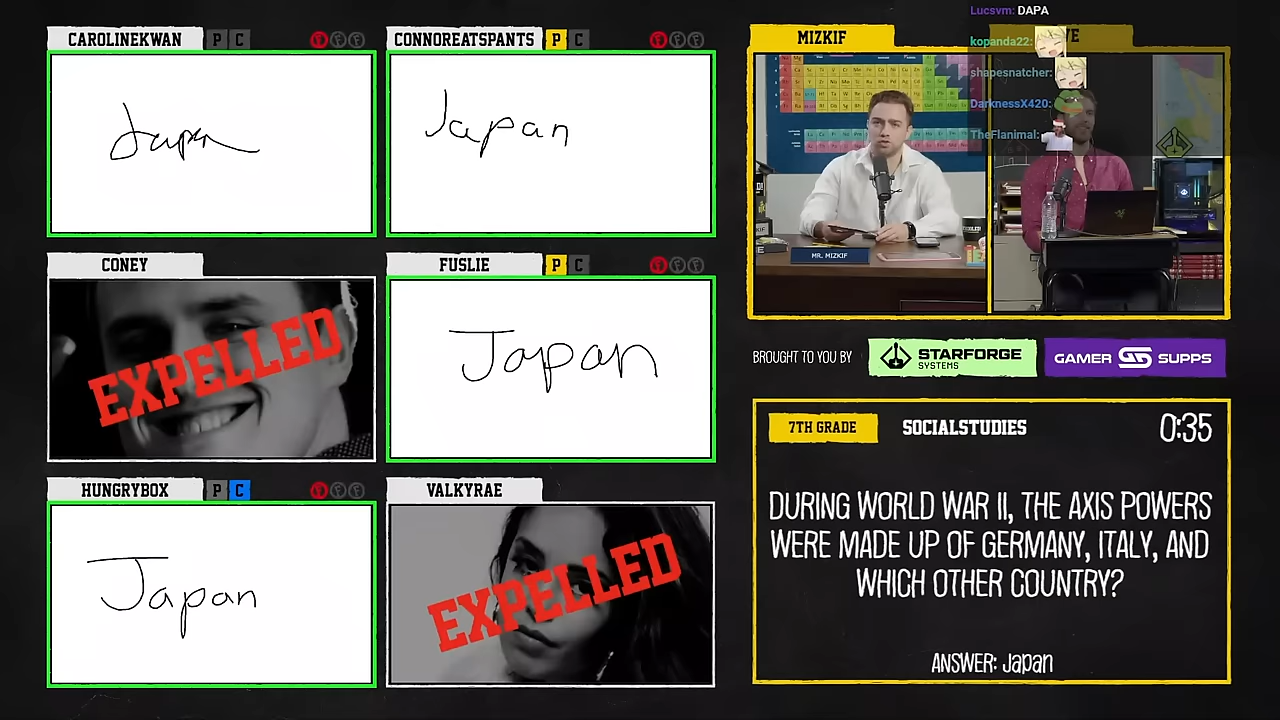 CAROLINEKWAN P C
CONNOREATSPANTS P C
Japan
Japan
CONEY
FUSLIE P C
EXPELLED
Japan
HUNGRYBOX P C
VALKYRAE
Japan
EXPELLED
MIZKIF
VE
Lucsvm: DAPA
kopanda22:
shapesnatcher:
DarknessX420:
TheFlanimal:
MR. MIZKIF
BROUGHT TO YOU BY
STARFORGE
SYSTEMS
GAMER SUPPS
7TH GRADE
SOCIALSTUDIES
0:35
DURING WORLD WAR II, THE AXIS POWERS
WERE MADE UP OF GERMANY, ITALY, AND
WHICH OTHER COUNTRY?
ANSWER: Japan